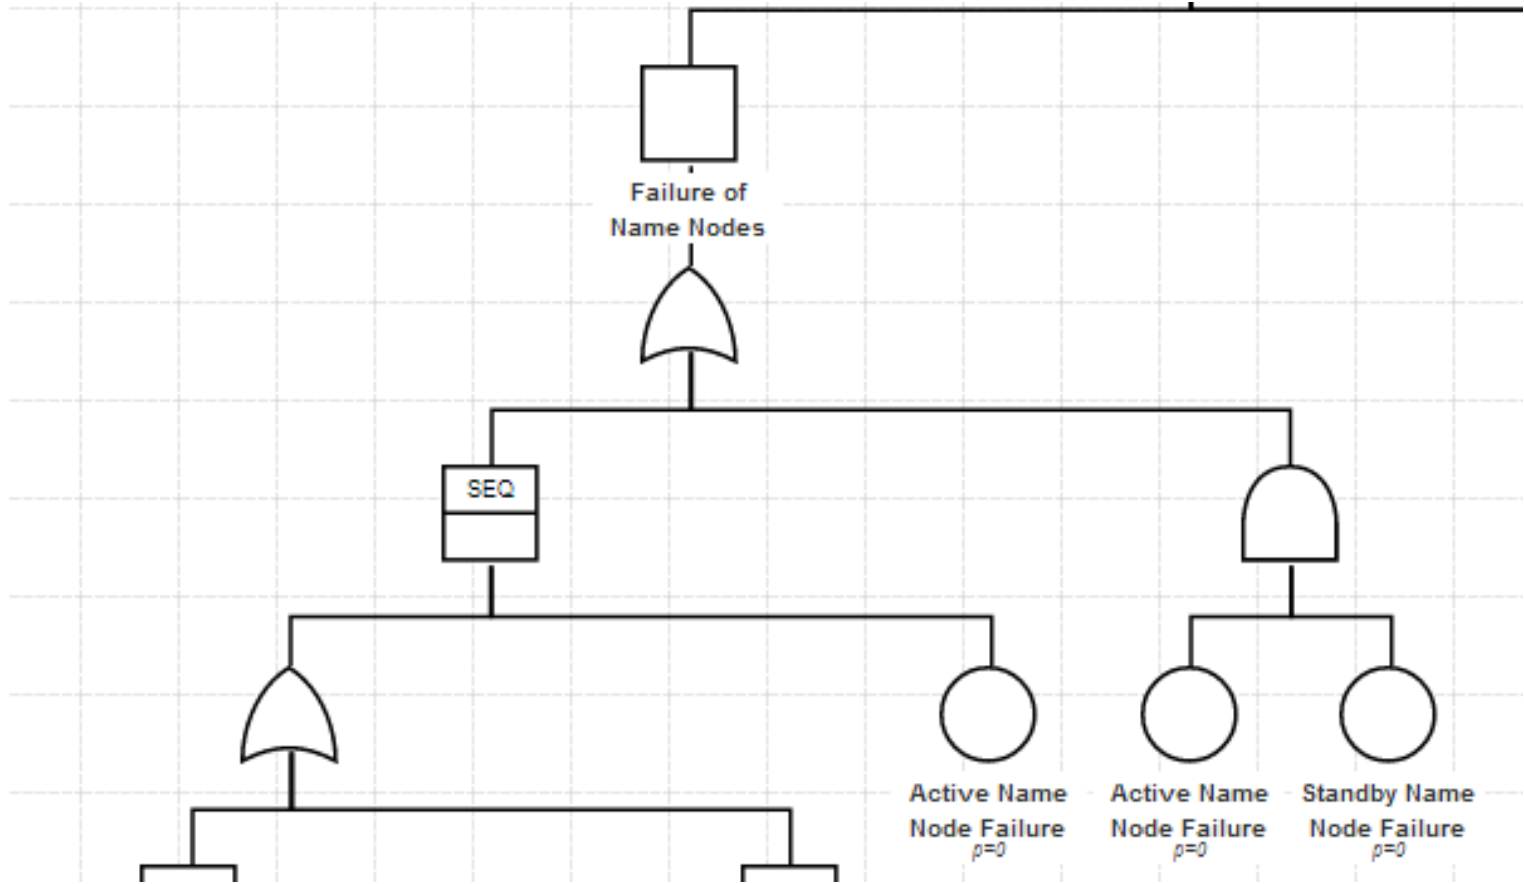 Failure of
Name Nodes
SEQ
Active Name
Node Failure
ρ=0
Active Name
Node Failure
ρ=0
Standby Name
Node Failure
ρ=0